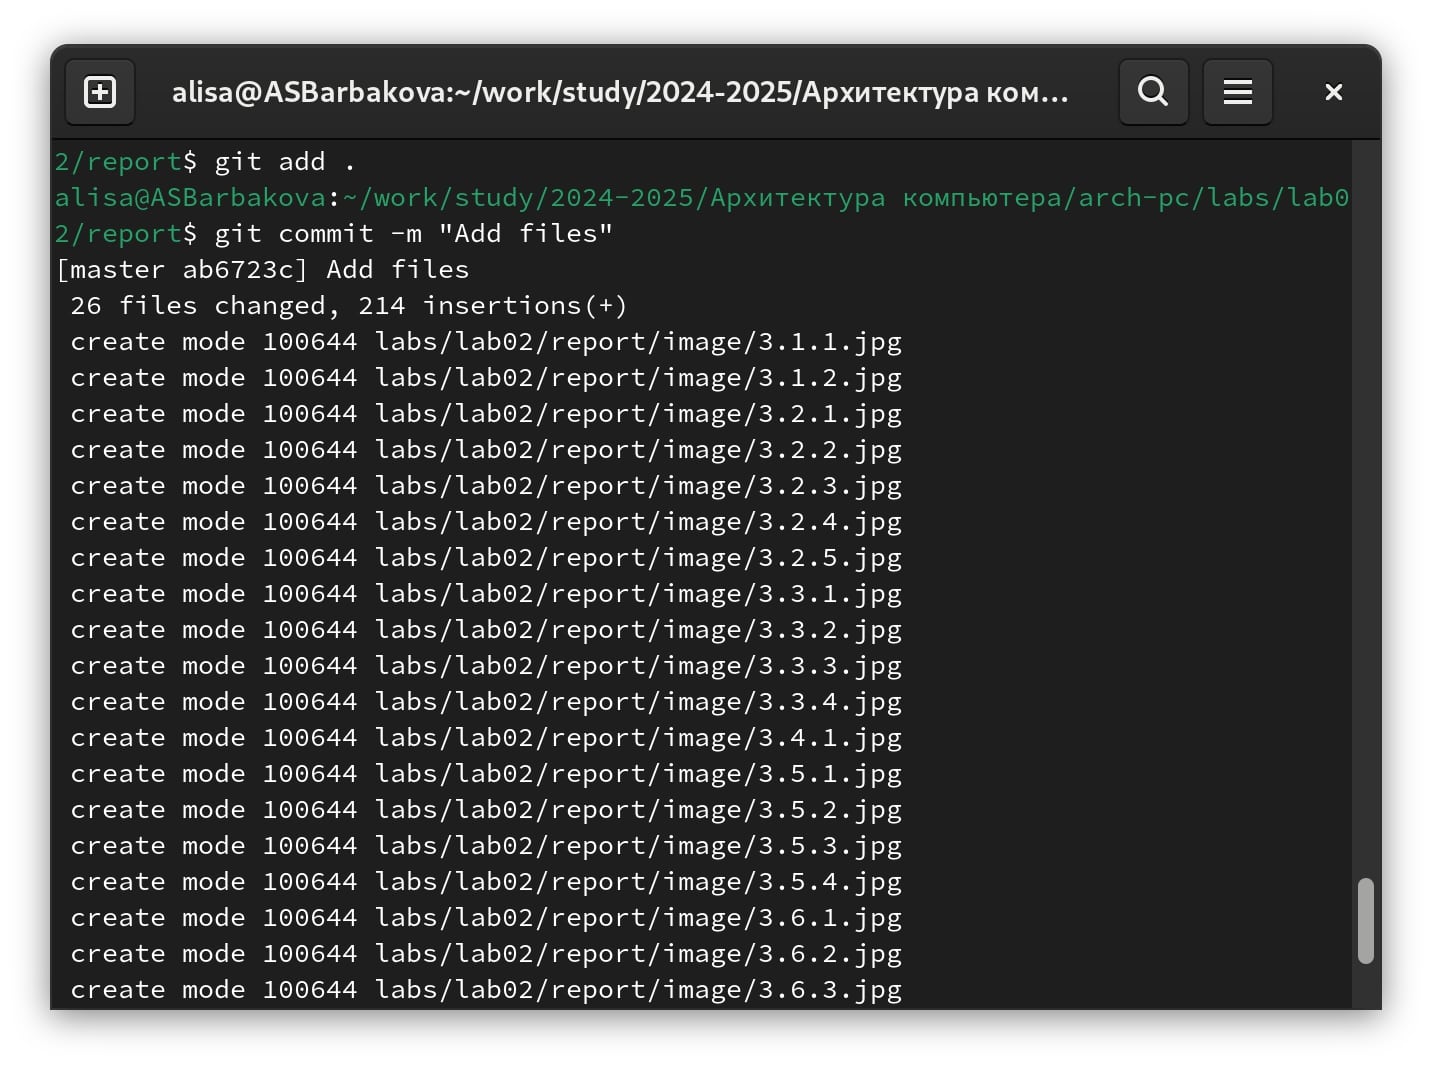 alisa@ASBarbakova:~/work/study/2024-2025/Архитектура ком...
2/report$ git add .
alisa@ASBarbakova:~/work/study/2024-2025/Архитектура компьютера/arch-pc/labs/lab0
2/report$ git commit -m "Add files"
[master ab6723c] Add files
 26 files changed, 214 insertions(+)
 create mode 100644 labs/lab02/report/image/3.1.1.jpg
 create mode 100644 labs/lab02/report/image/3.1.2.jpg
 create mode 100644 labs/lab02/report/image/3.2.1.jpg
 create mode 100644 labs/lab02/report/image/3.2.2.jpg
 create mode 100644 labs/lab02/report/image/3.2.3.jpg
 create mode 100644 labs/lab02/report/image/3.2.4.jpg
 create mode 100644 labs/lab02/report/image/3.2.5.jpg
 create mode 100644 labs/lab02/report/image/3.3.1.jpg
 create mode 100644 labs/lab02/report/image/3.3.2.jpg
 create mode 100644 labs/lab02/report/image/3.3.3.jpg
 create mode 100644 labs/lab02/report/image/3.3.4.jpg
 create mode 100644 labs/lab02/report/image/3.4.1.jpg
 create mode 100644 labs/lab02/report/image/3.5.1.jpg
 create mode 100644 labs/lab02/report/image/3.5.2.jpg
 create mode 100644 labs/lab02/report/image/3.5.3.jpg
 create mode 100644 labs/lab02/report/image/3.5.4.jpg
 create mode 100644 labs/lab02/report/image/3.6.1.jpg
 create mode 100644 labs/lab02/report/image/3.6.2.jpg
 create mode 100644 labs/lab02/report/image/3.6.3.jpg